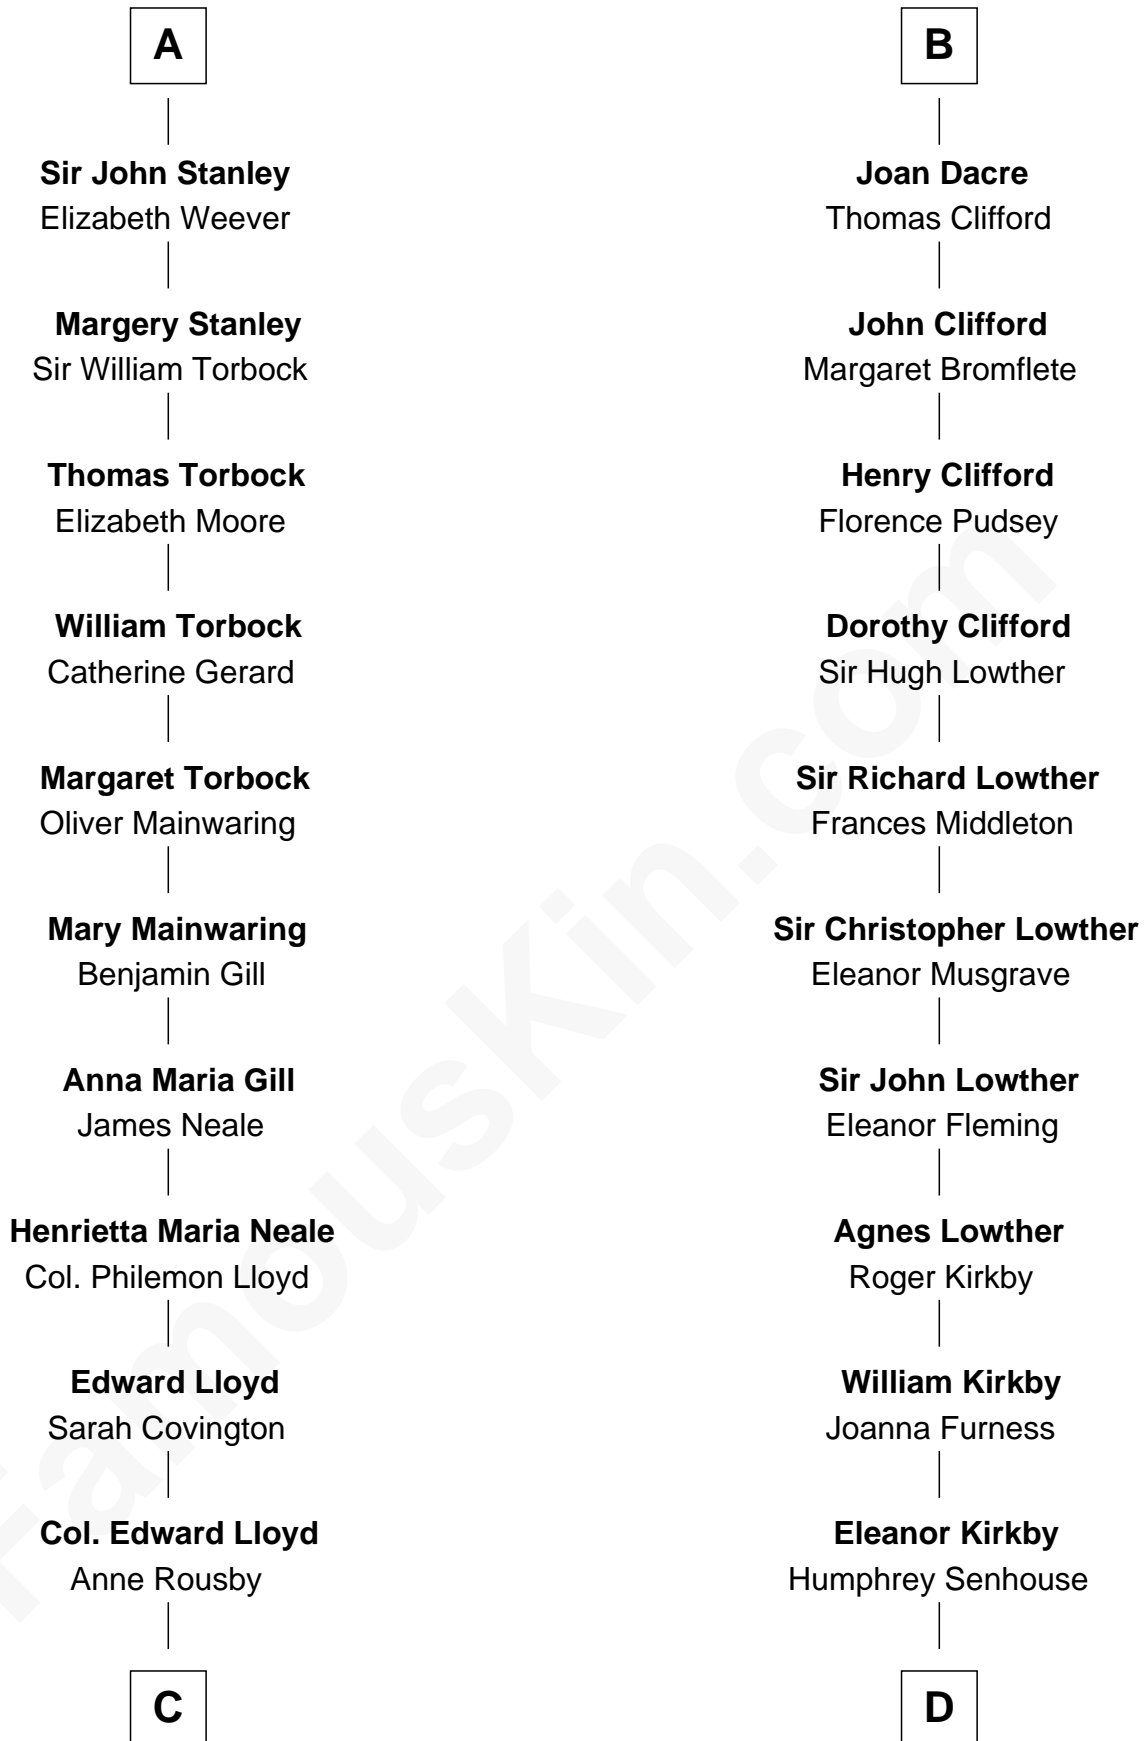 A
Sir John Stanley
Elizabeth Weever
Margery Stanley
Sir William Torbock
Thomas Torbock
Elizabeth Moore
William Torbock
Catherine Gerard
Margaret Torbock
Oliver Mainwaring
Mary Mainwaring
Benjamin Gill
Anna Maria Gill
James Neale
Henrietta Maria Neale
Col. Philemon Lloyd
Edward Lloyd
Sarah Covington
Col. Edward Lloyd
Anne Rousby
C
B
Joan Dacre
Thomas Clifford
John Clifford
Margaret Bromflete
Henry Clifford
Florence Pudsey
Dorothy Clifford
Sir Hugh Lowther
Sir Richard Lowther
Frances Middleton
Sir Christopher Lowther
Eleanor Musgrave
Sir John Lowther
Eleanor Fleming
Agnes Lowther
Roger Kirkby
William Kirkby
Joanna Furness
Eleanor Kirkby
Humphrey Senhouse
D
FamousKin.com